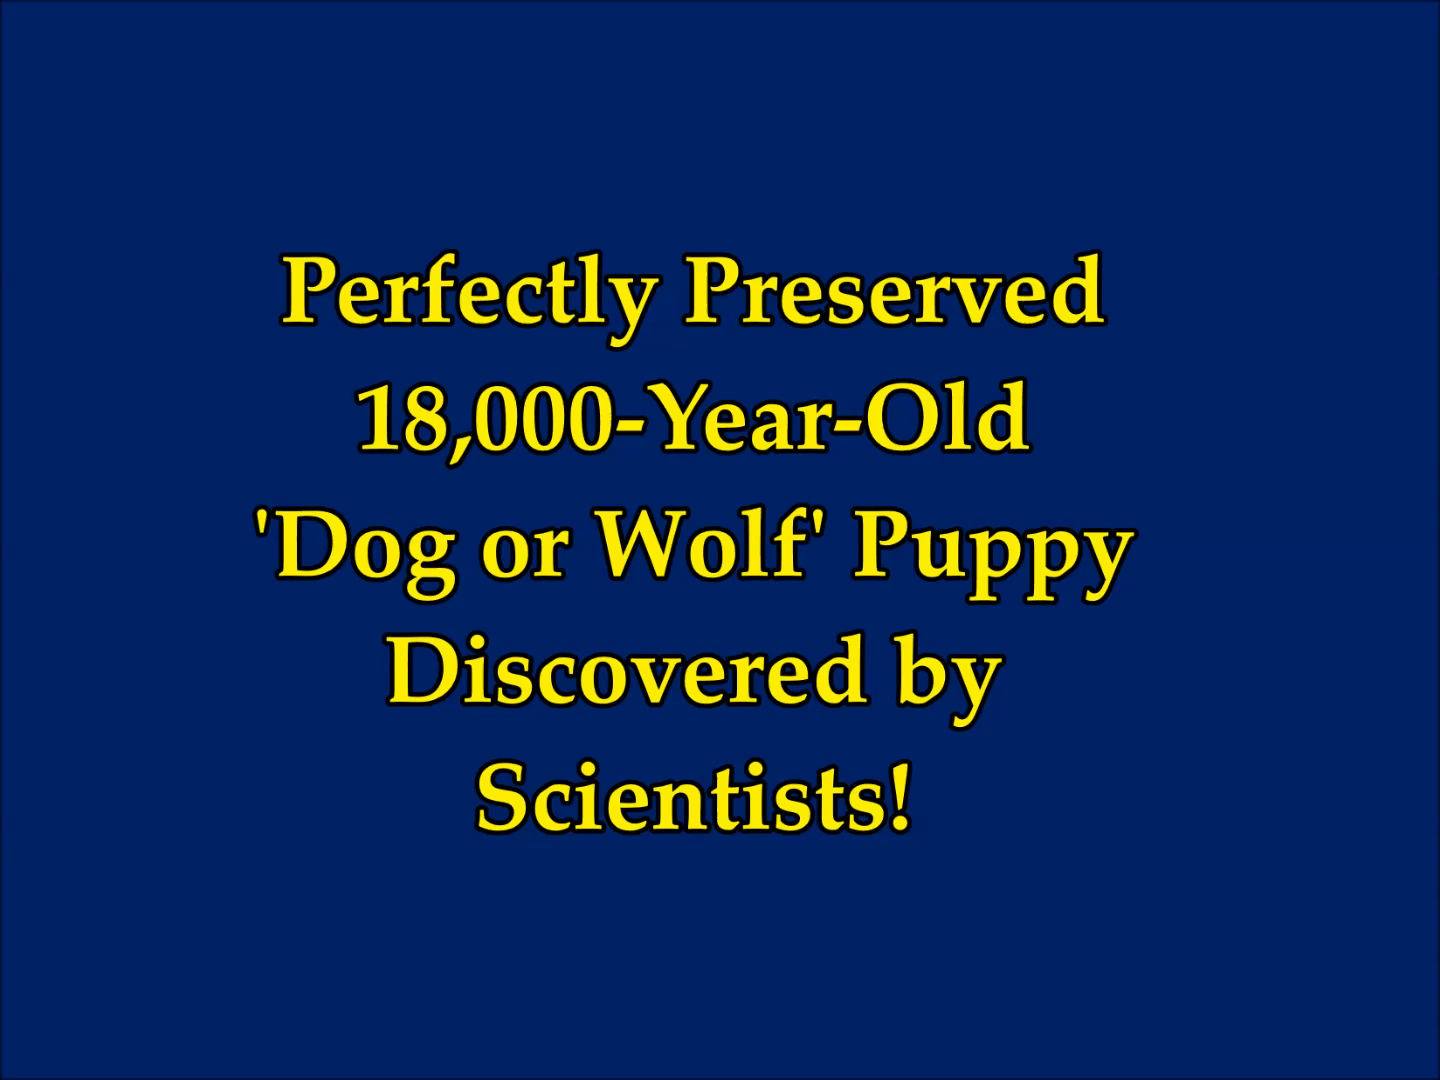 Perfectly Preserved
18,000-Year-Old
'Dog or Wolf' Puppy
Discovered by
Scientists!